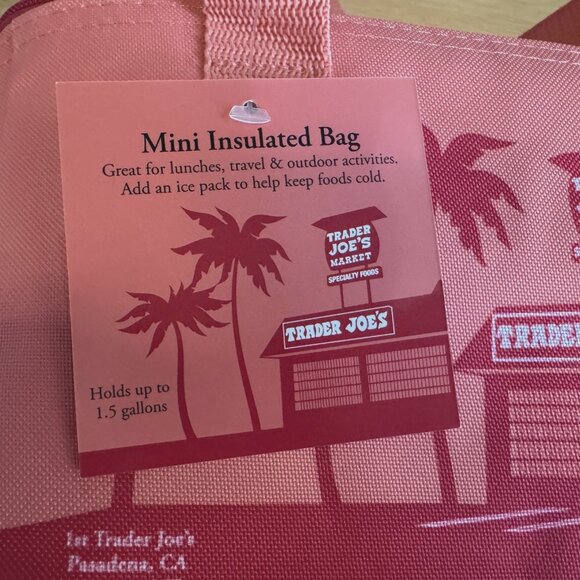 Mini Insulated Bag
Great for lunches, travel & outdoor activities.
Add an ice pack to help keep foods cold.
TRADER
JOE'S
MARKET
SPECIALTY FOODS
TRADER JOE'S
Holds up to
1.5 gallons
TRADER
1st Trader Joe's
Pasadena, CA